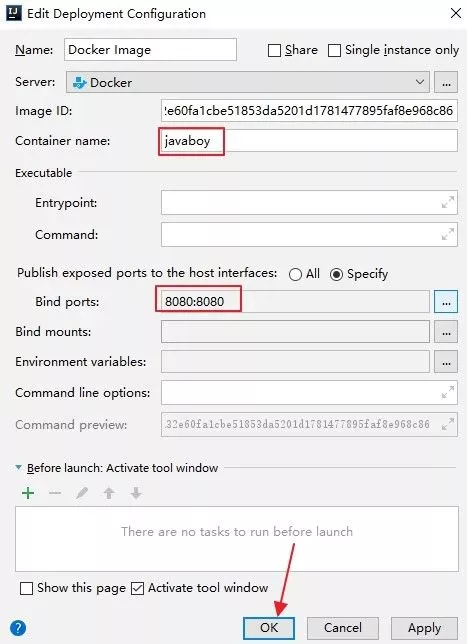 IJ Edit Deployment Configuration
Name: Docker Image Share Single instance only
Server: Docker ...
Image ID: !e60fa1cbe51853da5201d1781477895faf8e968c86
Container name: javaboy
Executable
Entrypoint:
Command:
Publish exposed ports to the host interfaces: All Specify
Bind ports: 8080:8080 ...
Bind mounts: ...
Environment variables: ...
Command line options:
Command preview: .32e60fa1cbe51853da5201d1781477895faf8e968c86
Before launch: Activate tool window
There are no tasks to run before launch
Show this page Activate tool window
? OK Cancel Apply